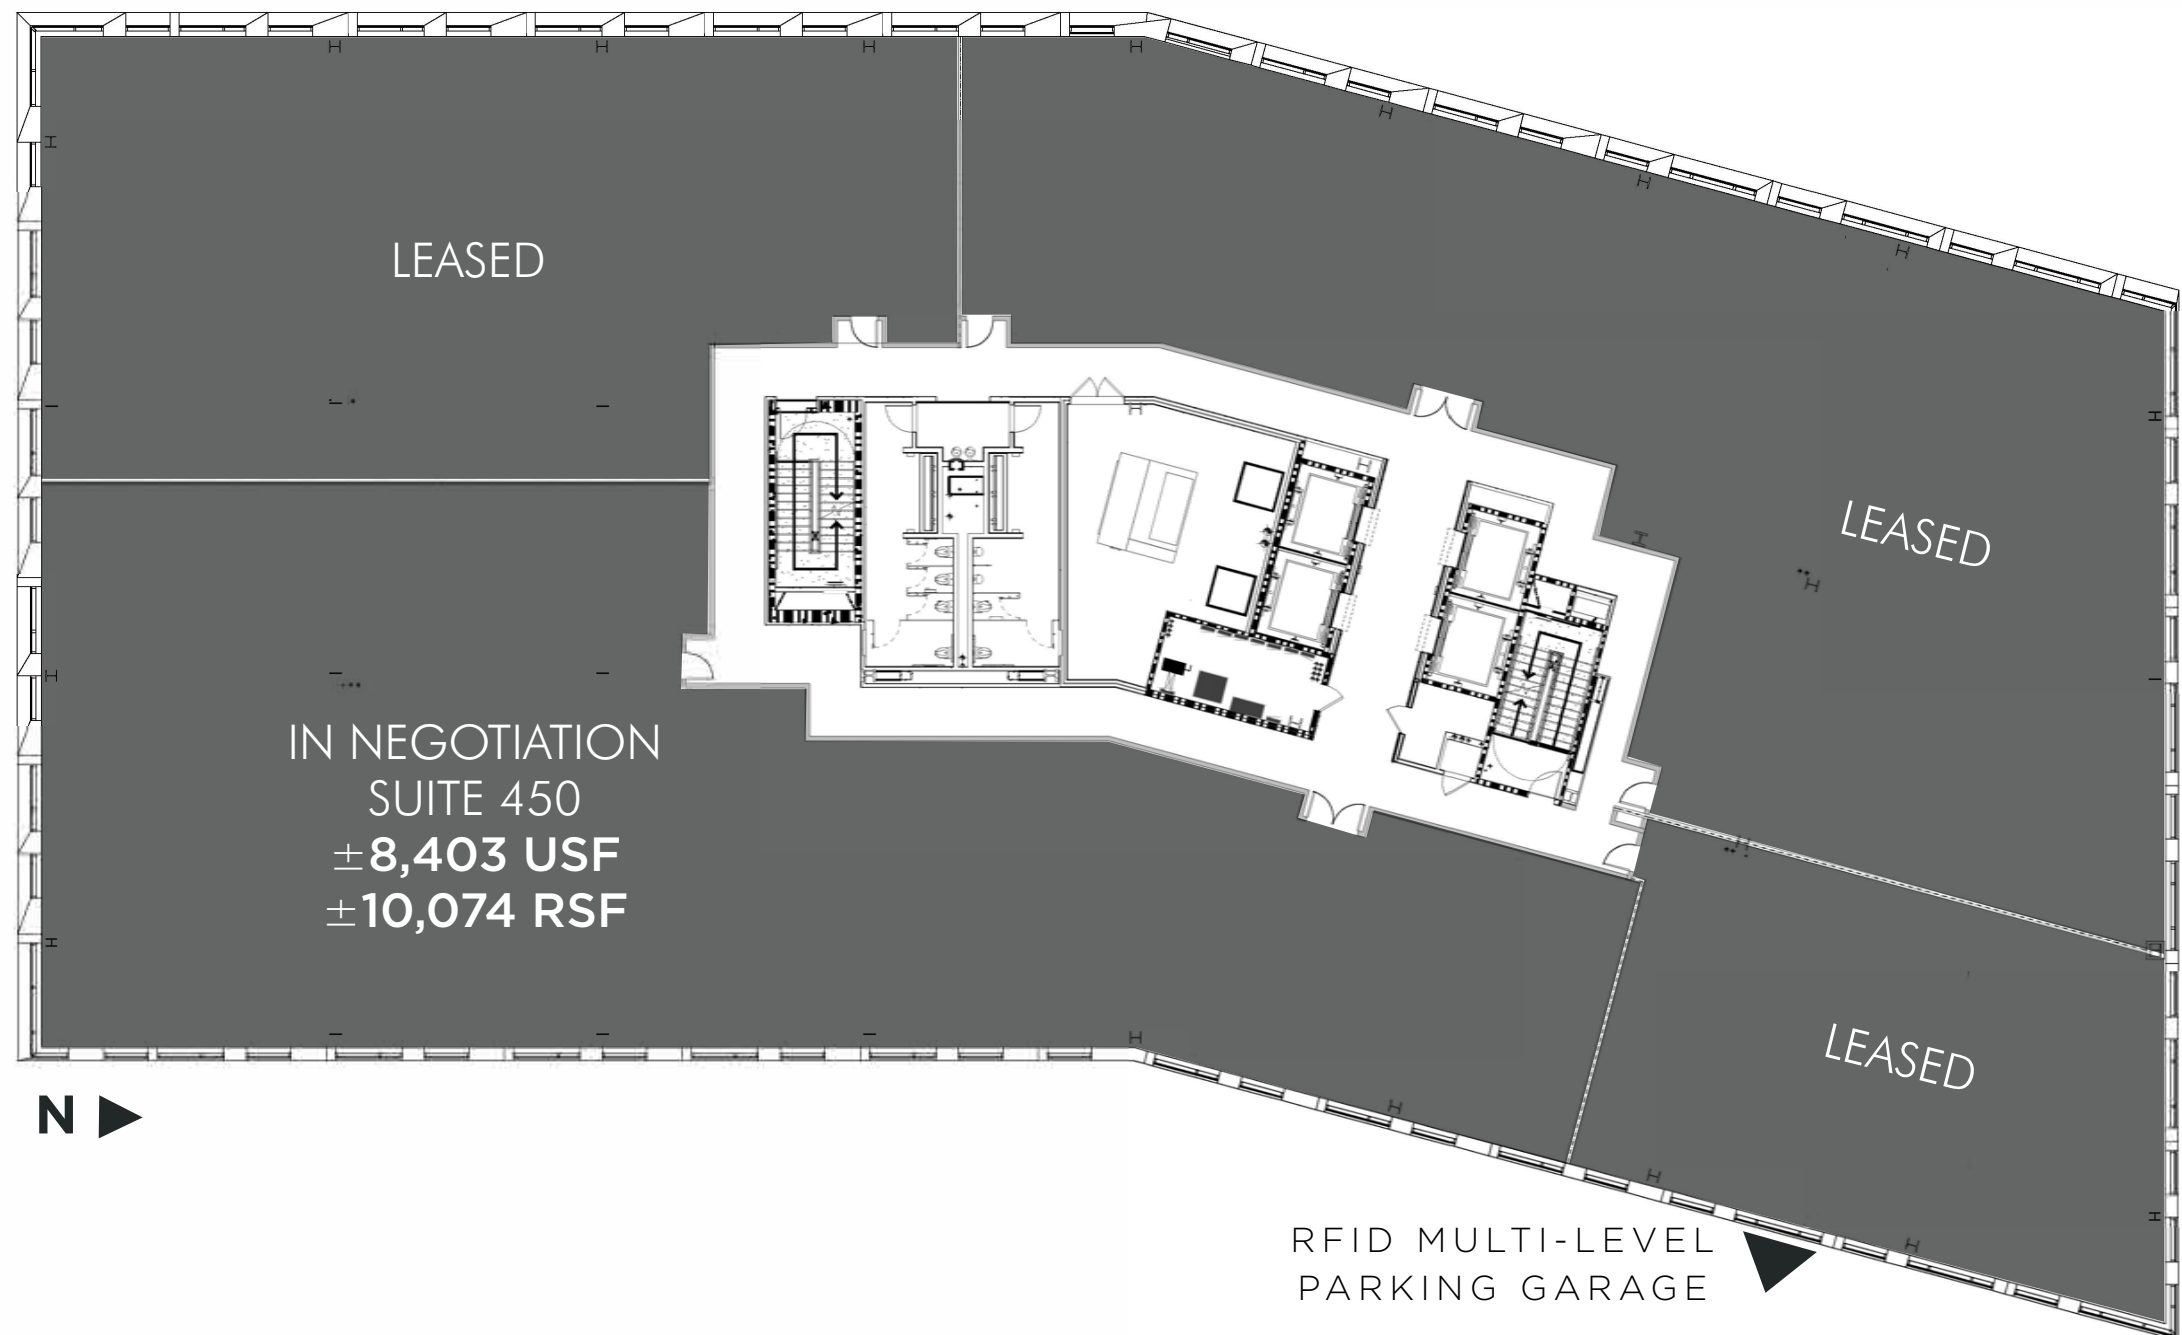 LEASED
LEASED
IN NEGOTIATION
SUITE 450
±8,403 USF
±10,074 RSF
LEASED
N
RFID MULTI-LEVEL
PARKING GARAGE